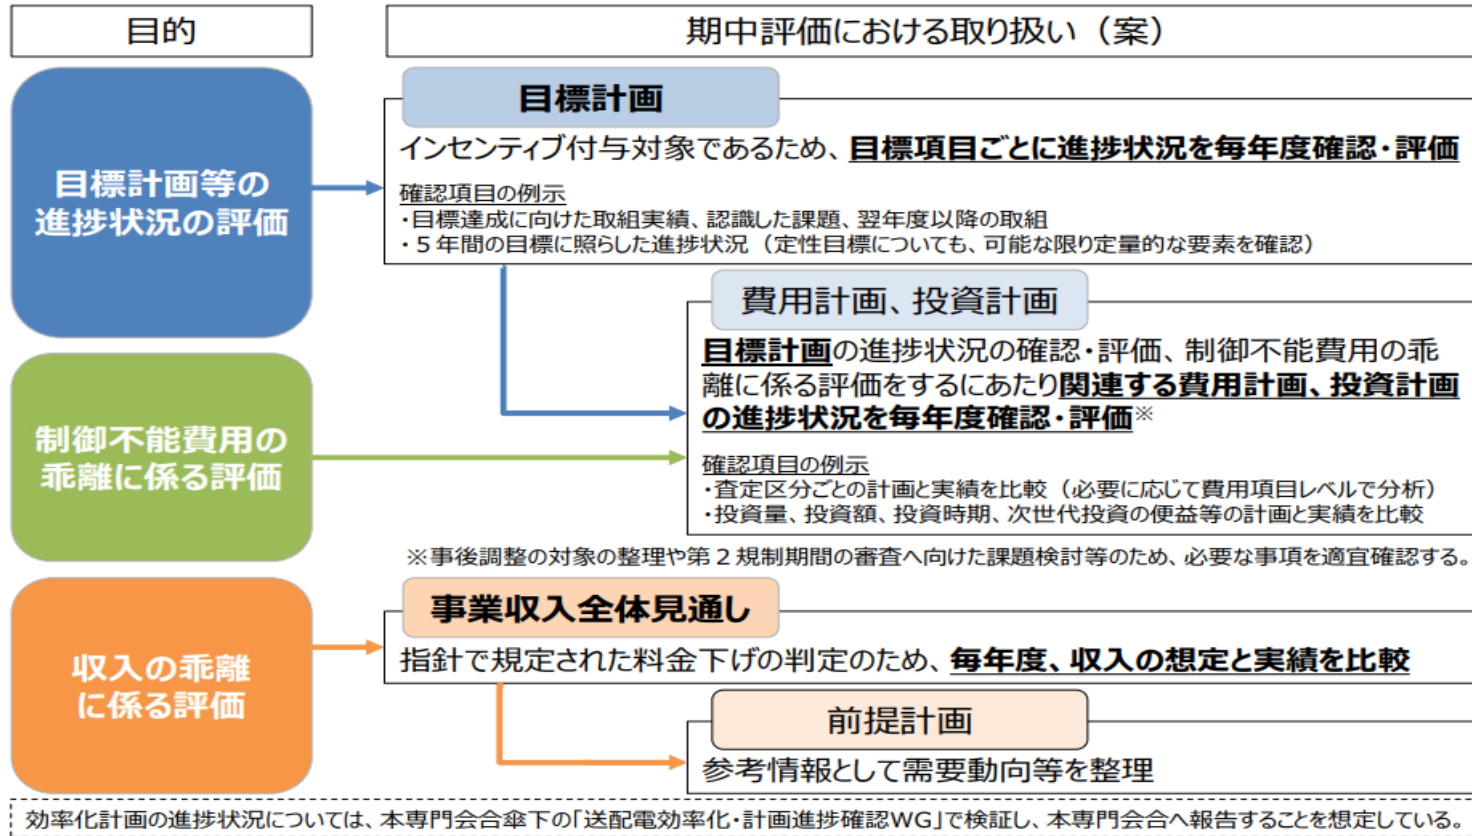 目的
期中評価における取り扱い（案）
目標計画等の
進捗状況の評価
目標計画
インセンティブ付与対象であるため、目標項目ごとに進捗状況を毎年度確認・評価
確認項目の例示
・目標達成に向けた取組実績、認識した課題、翌年度以降の取組
・５年間の目標に照らした進捗状況（定性目標についても、可能な限り定量的な要素を確認）
費用計画、投資計画
目標計画の進捗状況の確認・評価、制御不能費用の乖
離に係る評価をするにあたり関連する費用計画、投資計画
の進捗状況を毎年度確認・評価※
制御不能費用の
乖離に係る評価
確認項目の例示
・査定区分ごとの計画と実績を比較（必要に応じて費用項目レベルで分析）
・投資量、投資額、投資時期、次世代投資の便益等の計画と実績を比較
※事後調整の対象の整理や第２規制期間の審査へ向けた課題検討等のため、必要な事項を適宜確認する。
収入の乖離
に係る評価
事業収入全体見通し
指針で規定された料金下げの判定のため、毎年度、収入の想定と実績を比較
前提計画
参考情報として需要動向等を整理
効率化計画の進捗状況については、本専門会合傘下の「送配電効率化・計画進捗確認WG」で検証し、本専門会合へ報告することを想定している。